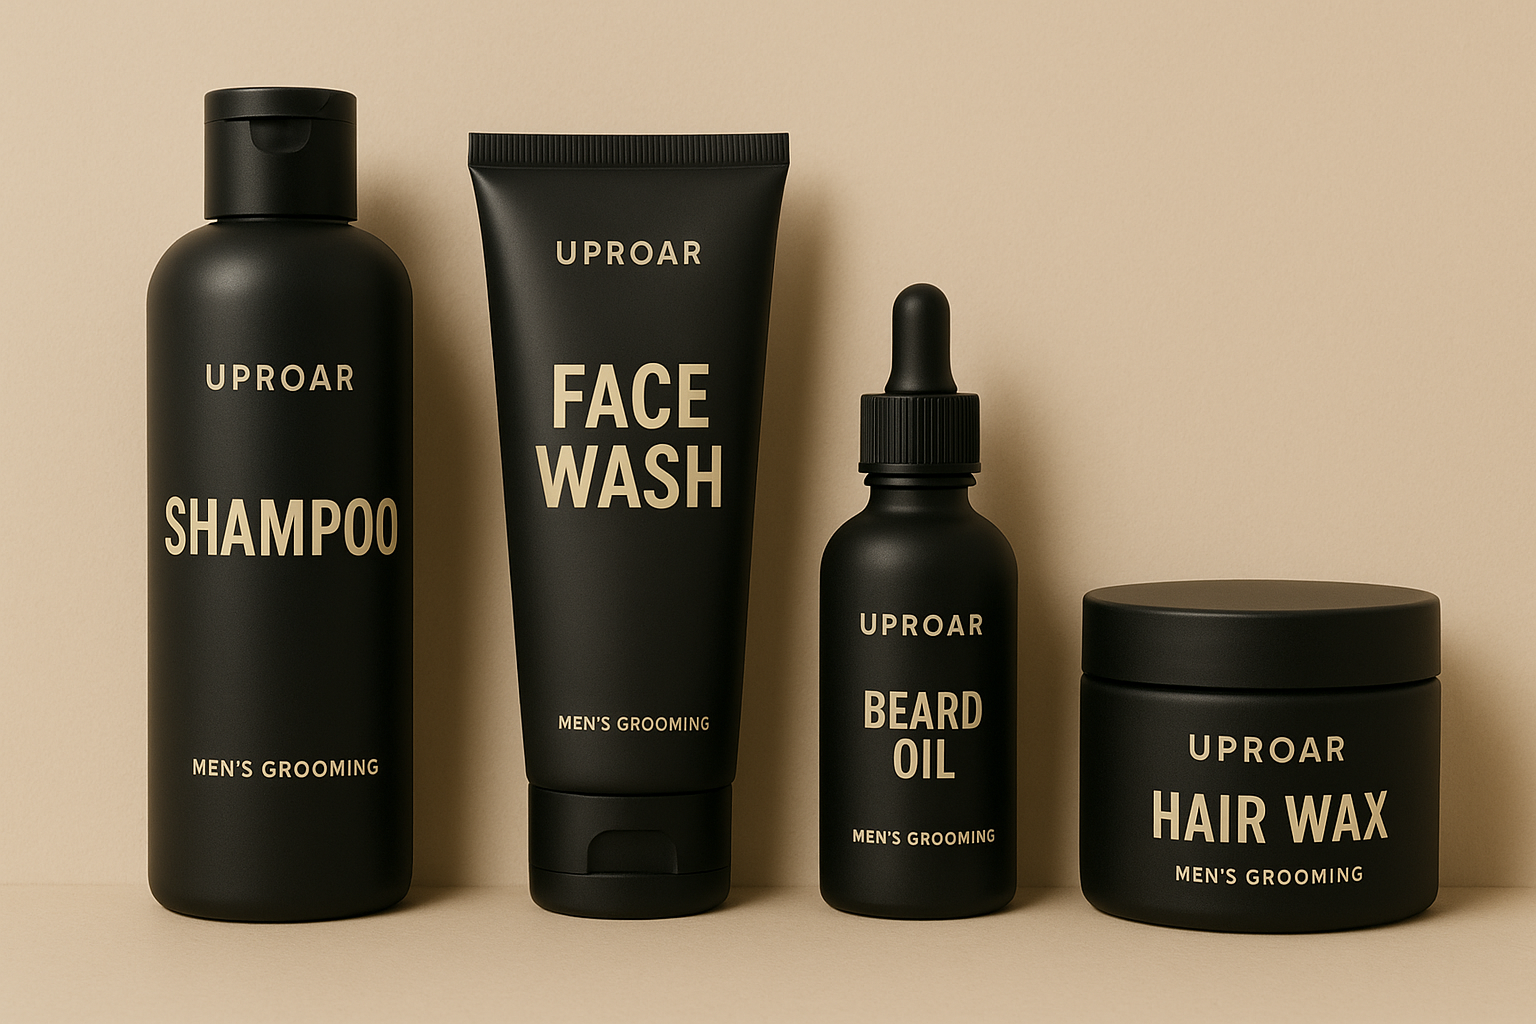 UPROAR
SHAMPOO
MEN'S GROOMING
UPROAR
FACE
WASH
MEN'S GROOMING
UPROAR
BEARD
OIL
MEN'S GROOMING
UPROAR
HAIR WAX
MEN'S GROOMING